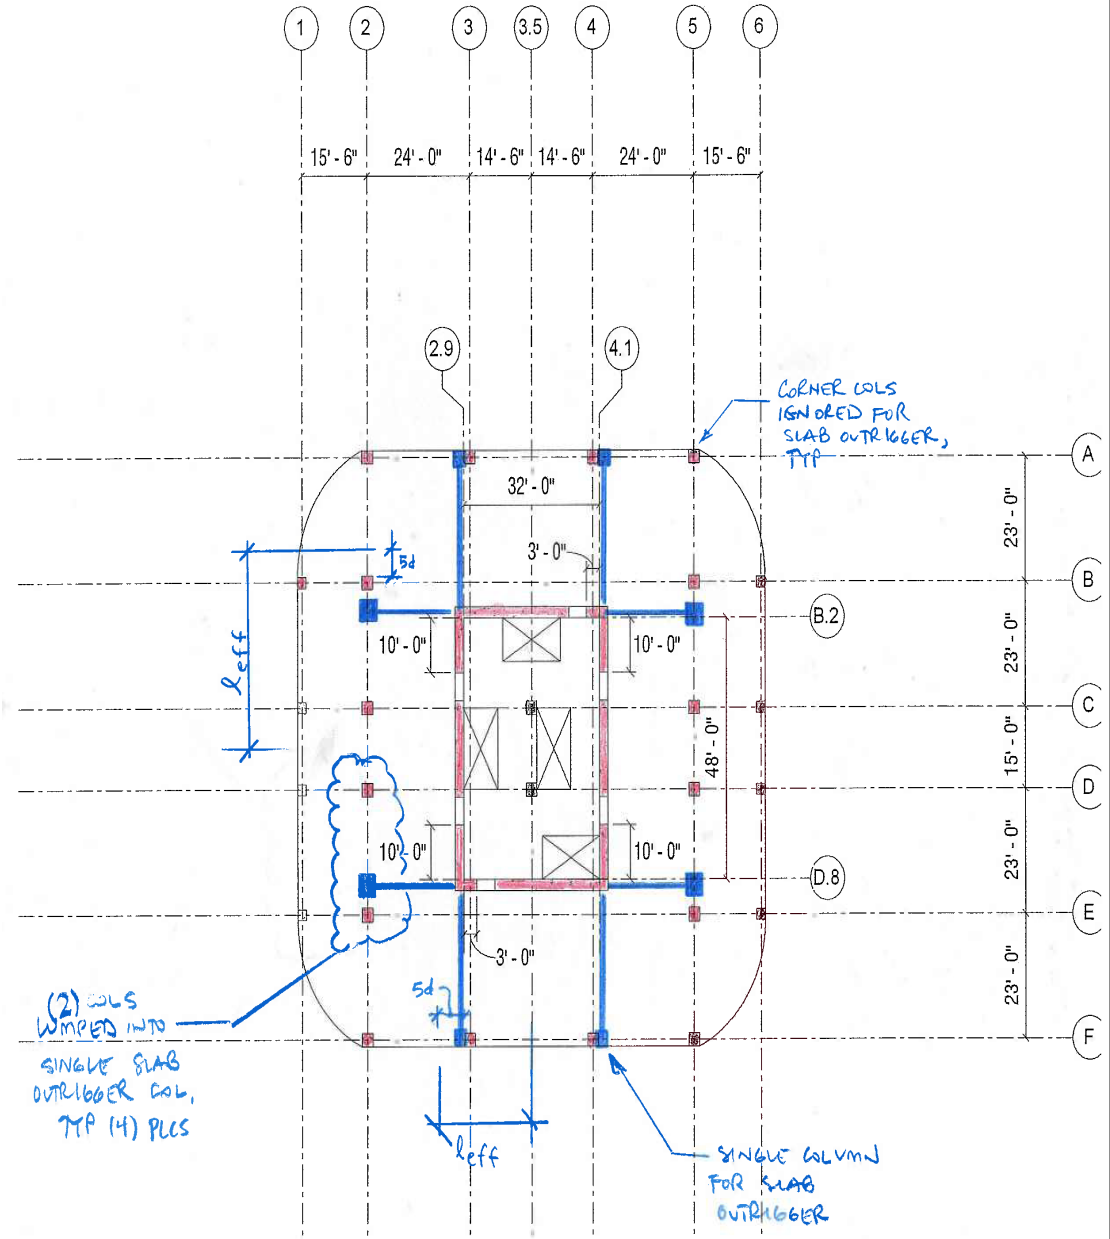 1 2 3 3.5 4 5 6
15' - 6" 24' - 0" 14' - 6" 14' - 6" 24' - 0" 15' - 6"
2.9 4.1
CORNER COLS
IGNORED FOR
SLAB OUTRIGGER,
TYP
A
32' - 0"
23' - 0"
3' - 0"
5d
B
B.2
10' - 0" 10' - 0"
23' - 0"
leff
C
48' - 0"
15' - 0"
D
10' - 0" 10' - 0"
23' - 0"
D.8
E
3' - 0"
5d
23' - 0"
(2) COLS
LUMPED INTO
SINGLE SLAB
OUTRIGGER COL,
TYP (4) PLCS
F
leff
SINGLE COLUMN
FOR SLAB
OUTRIGGER